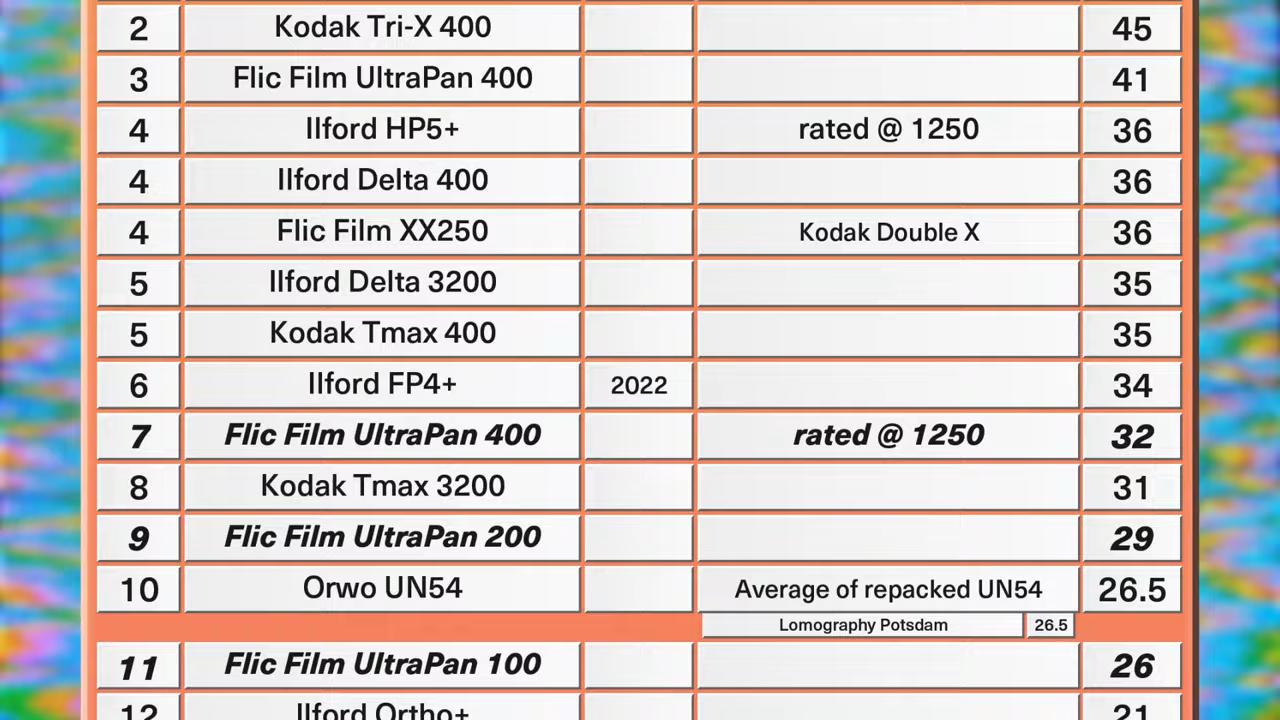 2 Kodak Tri-X 400 45
3 Flic Film UltraPan 400 41
4 Ilford HP5+ rated @ 1250 36
4 Ilford Delta 400 36
4 Flic Film XX250 Kodak Double X 36
5 Ilford Delta 3200 35
5 Kodak Tmax 400 35
6 Ilford FP4+ 2022 34
7 Flic Film UltraPan 400 rated @ 1250 32
8 Kodak Tmax 3200 31
9 Flic Film UltraPan 200 29
10 Orwo UN54 Average of repacked UN54 26.5
Lomography Potsdam 26.5
11 Flic Film UltraPan 100 26
12 Ilford Ortho+ 21